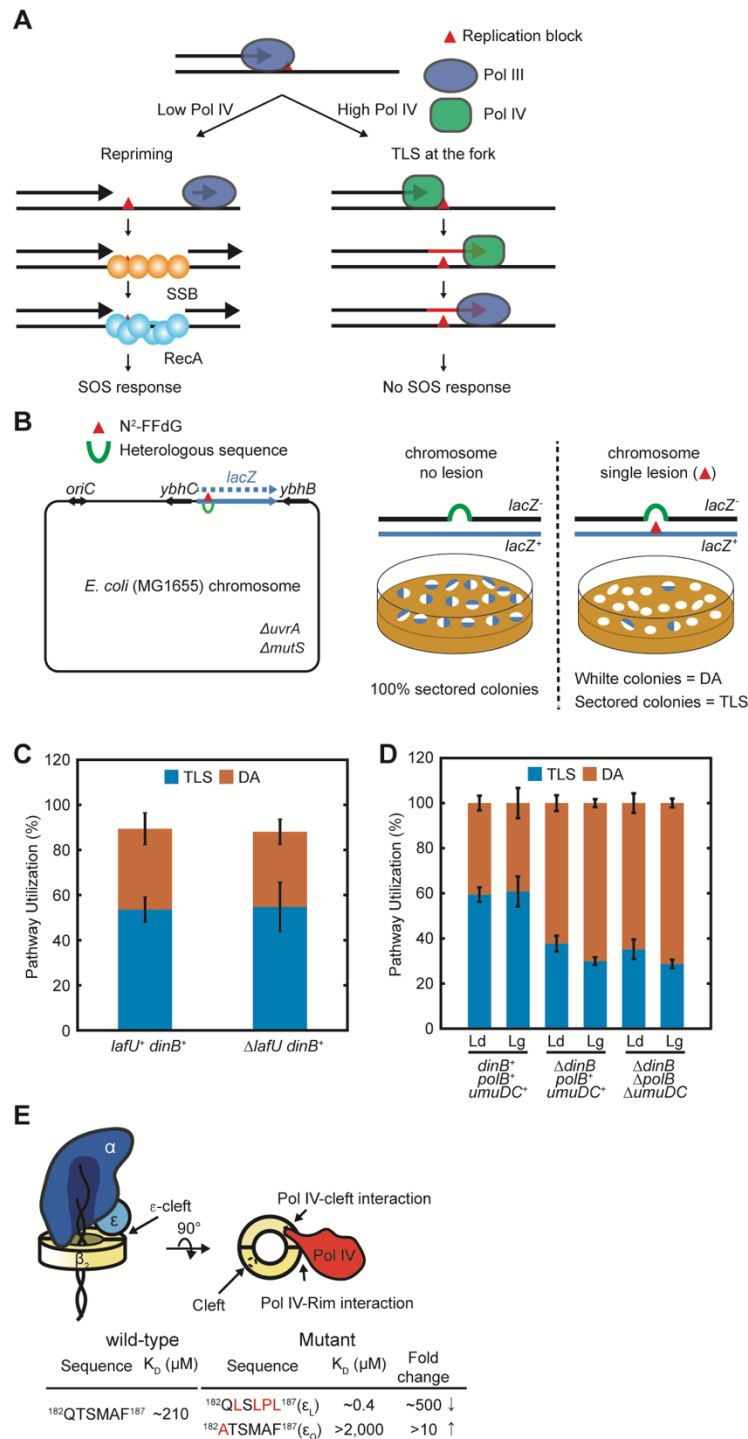 A
Replication block
Pol III
Pol IV
Low Pol IV
High Pol IV
Repriming
TLS at the fork
SSB
RecA
SOS response
No SOS response
B
N²-FFdG
Heterologous sequence
oriC
ybhC
lacZ
ybhB
E. coli (MG1655) chromosome
ΔuvrA
ΔmutS
chromosome
no lesion
lacZ⁻
lacZ⁺
100% sectored colonies
chromosome
single lesion (▲)
lacZ⁻
lacZ⁺
Whilte colonies = DA
Sectored colonies = TLS
C
TLS DA
Pathway Utilization (%)
120
100
80
60
40
20
0
lafU⁺ dinB⁺
ΔlafU dinB⁺
D
TLS DA
Pathway Utilization (%)
120
100
80
60
40
20
0
Ld Lg Ld Lg Ld Lg
dinB⁺ ΔdinB ΔdinB
polB⁺ polB⁺ ΔpolB
umuDC⁺ umuDC⁺ ΔumuDC
E
α
ε
ε-cleft
β₂
90°
Pol IV-cleft interaction
Pol IV
Cleft
Pol IV-Rim interaction
wild-type Mutant
Sequence K_D (μM) Sequence K_D (μM) Fold change
¹⁸²QTSMAF¹⁸⁷ ~210
¹⁸²QLSLPL¹⁸⁷(ε_L) ~0.4 ~500 ↓
¹⁸²ATSMAF¹⁸⁷(ε_Q) >2,000 >10 ↑